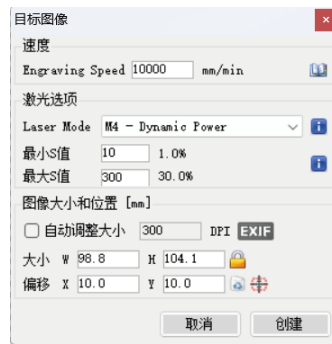 目标图像
速度
Engraving Speed 10000 mm/min
激光选项
Laser Mode M4 - Dynamic Power
最小S值 10 1.0%
最大S值 300 30.0%
图像大小和位置 [mm]
自动调整大小 300 DPI EXIF
大小 W 98.8 H 104.1
偏移 X 10.0 Y 10.0
取消 创建